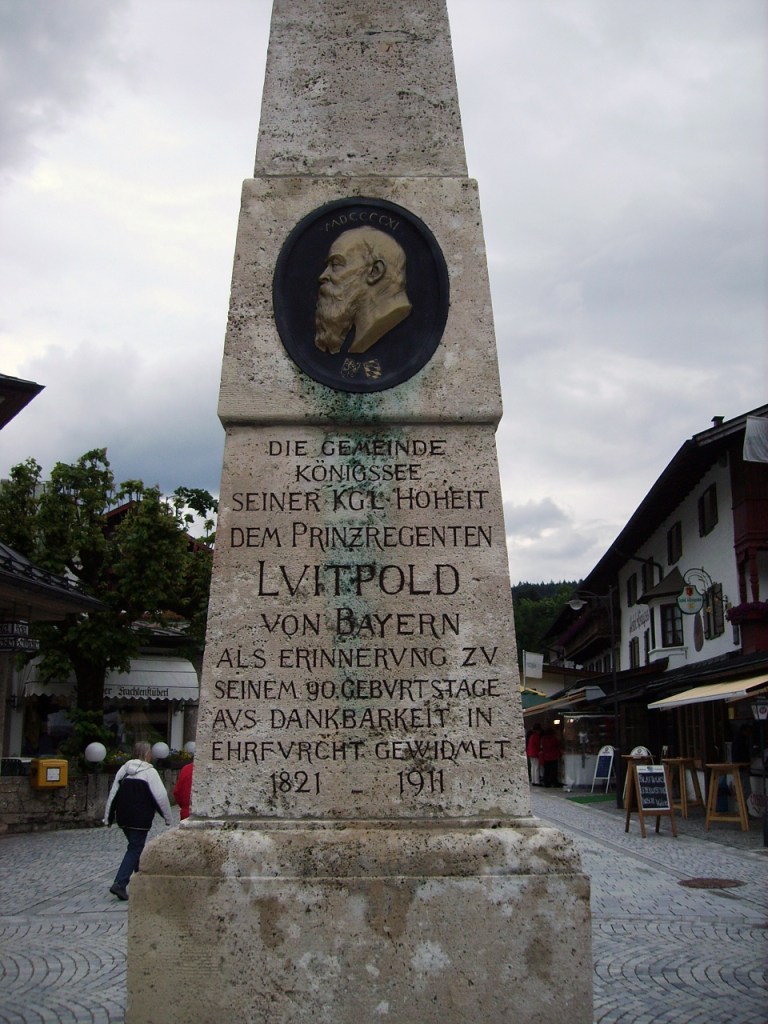 MDCCCCXI
DIE GEMEINDE
KÖNIGSSEE
SEINER KGL. HOHEIT
DEM PRINZREGENTEN
LVITPOLD
VON BAYERN
ALS ERINNERVNG ZV
SEINEM 90. GEBVRTSTAGE
AVS DANKBARKEIT IN
EHRFVRCHT GEWIDMET
1821 - 1911
Kachlenstüberl